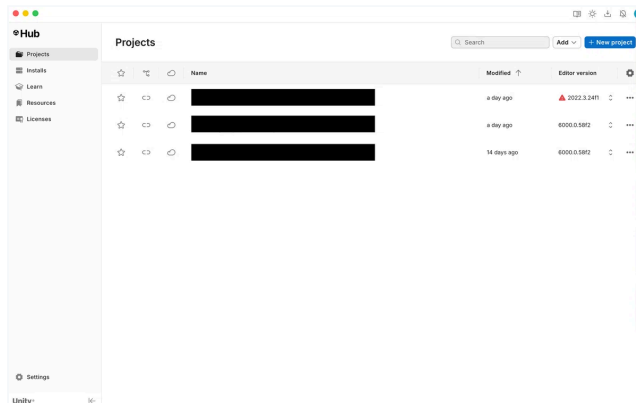 Hub
Projects
Installs
Learn
Resources
Licenses
Settings
Unity
Projects
Search
Add
+ New project
Name
Modified ↑
Editor version
a day ago
2022.3.24f1
a day ago
6000.0.58f2
14 days ago
6000.0.58f2